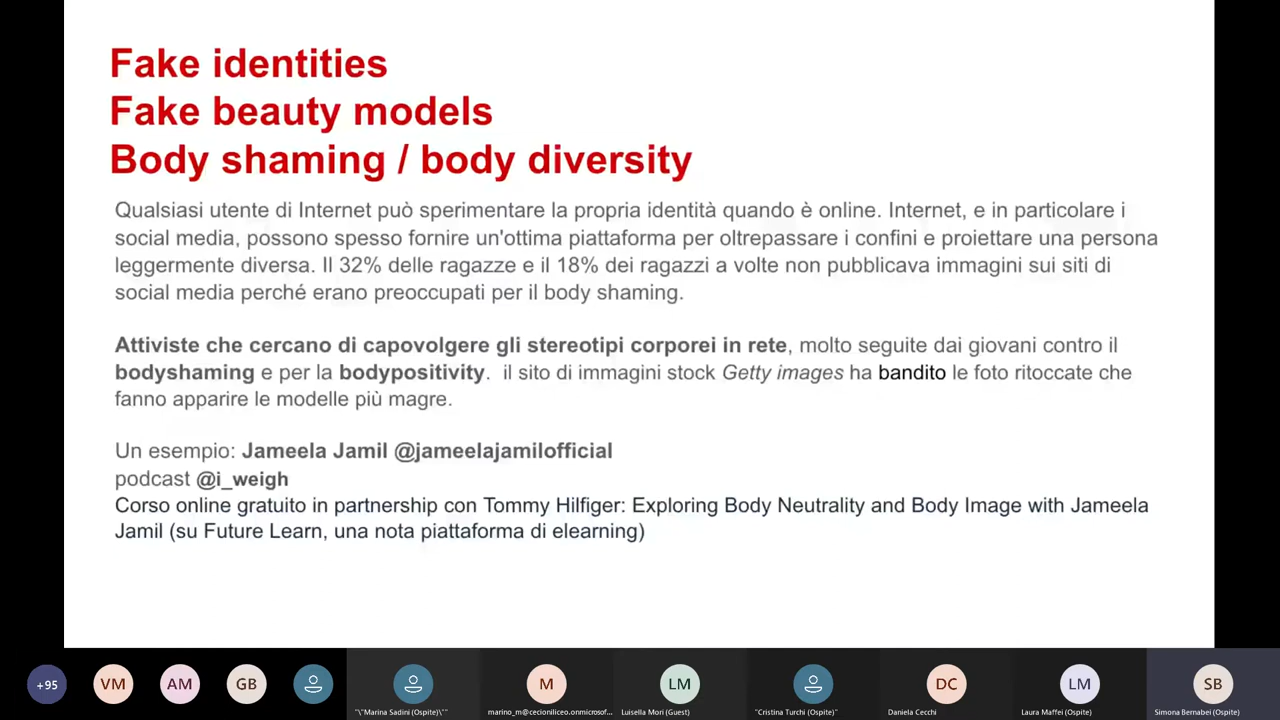 Fake identities
Fake beauty models
Body shaming / body diversity
Qualsiasi utente di Internet può sperimentare la propria identità quando è online. Internet, e in particolare i
social media, possono spesso fornire un'ottima piattaforma per oltrepassare i confini e proiettare una persona
leggermente diversa. Il 32% delle ragazze e il 18% dei ragazzi a volte non pubblicava immagini sui siti di
social media perché erano preoccupati per il body shaming.
Attiviste che cercano di capovolgere gli stereotipi corporei in rete, molto seguite dai giovani contro il
bodyshaming e per la bodypositivity. il sito di immagini stock Getty images ha bandito le foto ritoccate che
fanno apparire le modelle più magre.
Un esempio: Jameela Jamil @jameelajamilofficial
podcast @i_weigh
Corso online gratuito in partnership con Tommy Hilfiger: Exploring Body Neutrality and Body Image with Jameela
Jamil (su Future Learn, una nota piattaforma di elearning)
+95 VM AM GB M LM DC LM SB
"\"Marina Sadini (Ospite)\"" marino_m@cecioniliceo.onmicrosof... Luisella Mori (Guest) "Cristina Turchi (Ospite)" Daniela Cecchi Laura Maffei (Ospite) Simona Bernabei (Ospite)